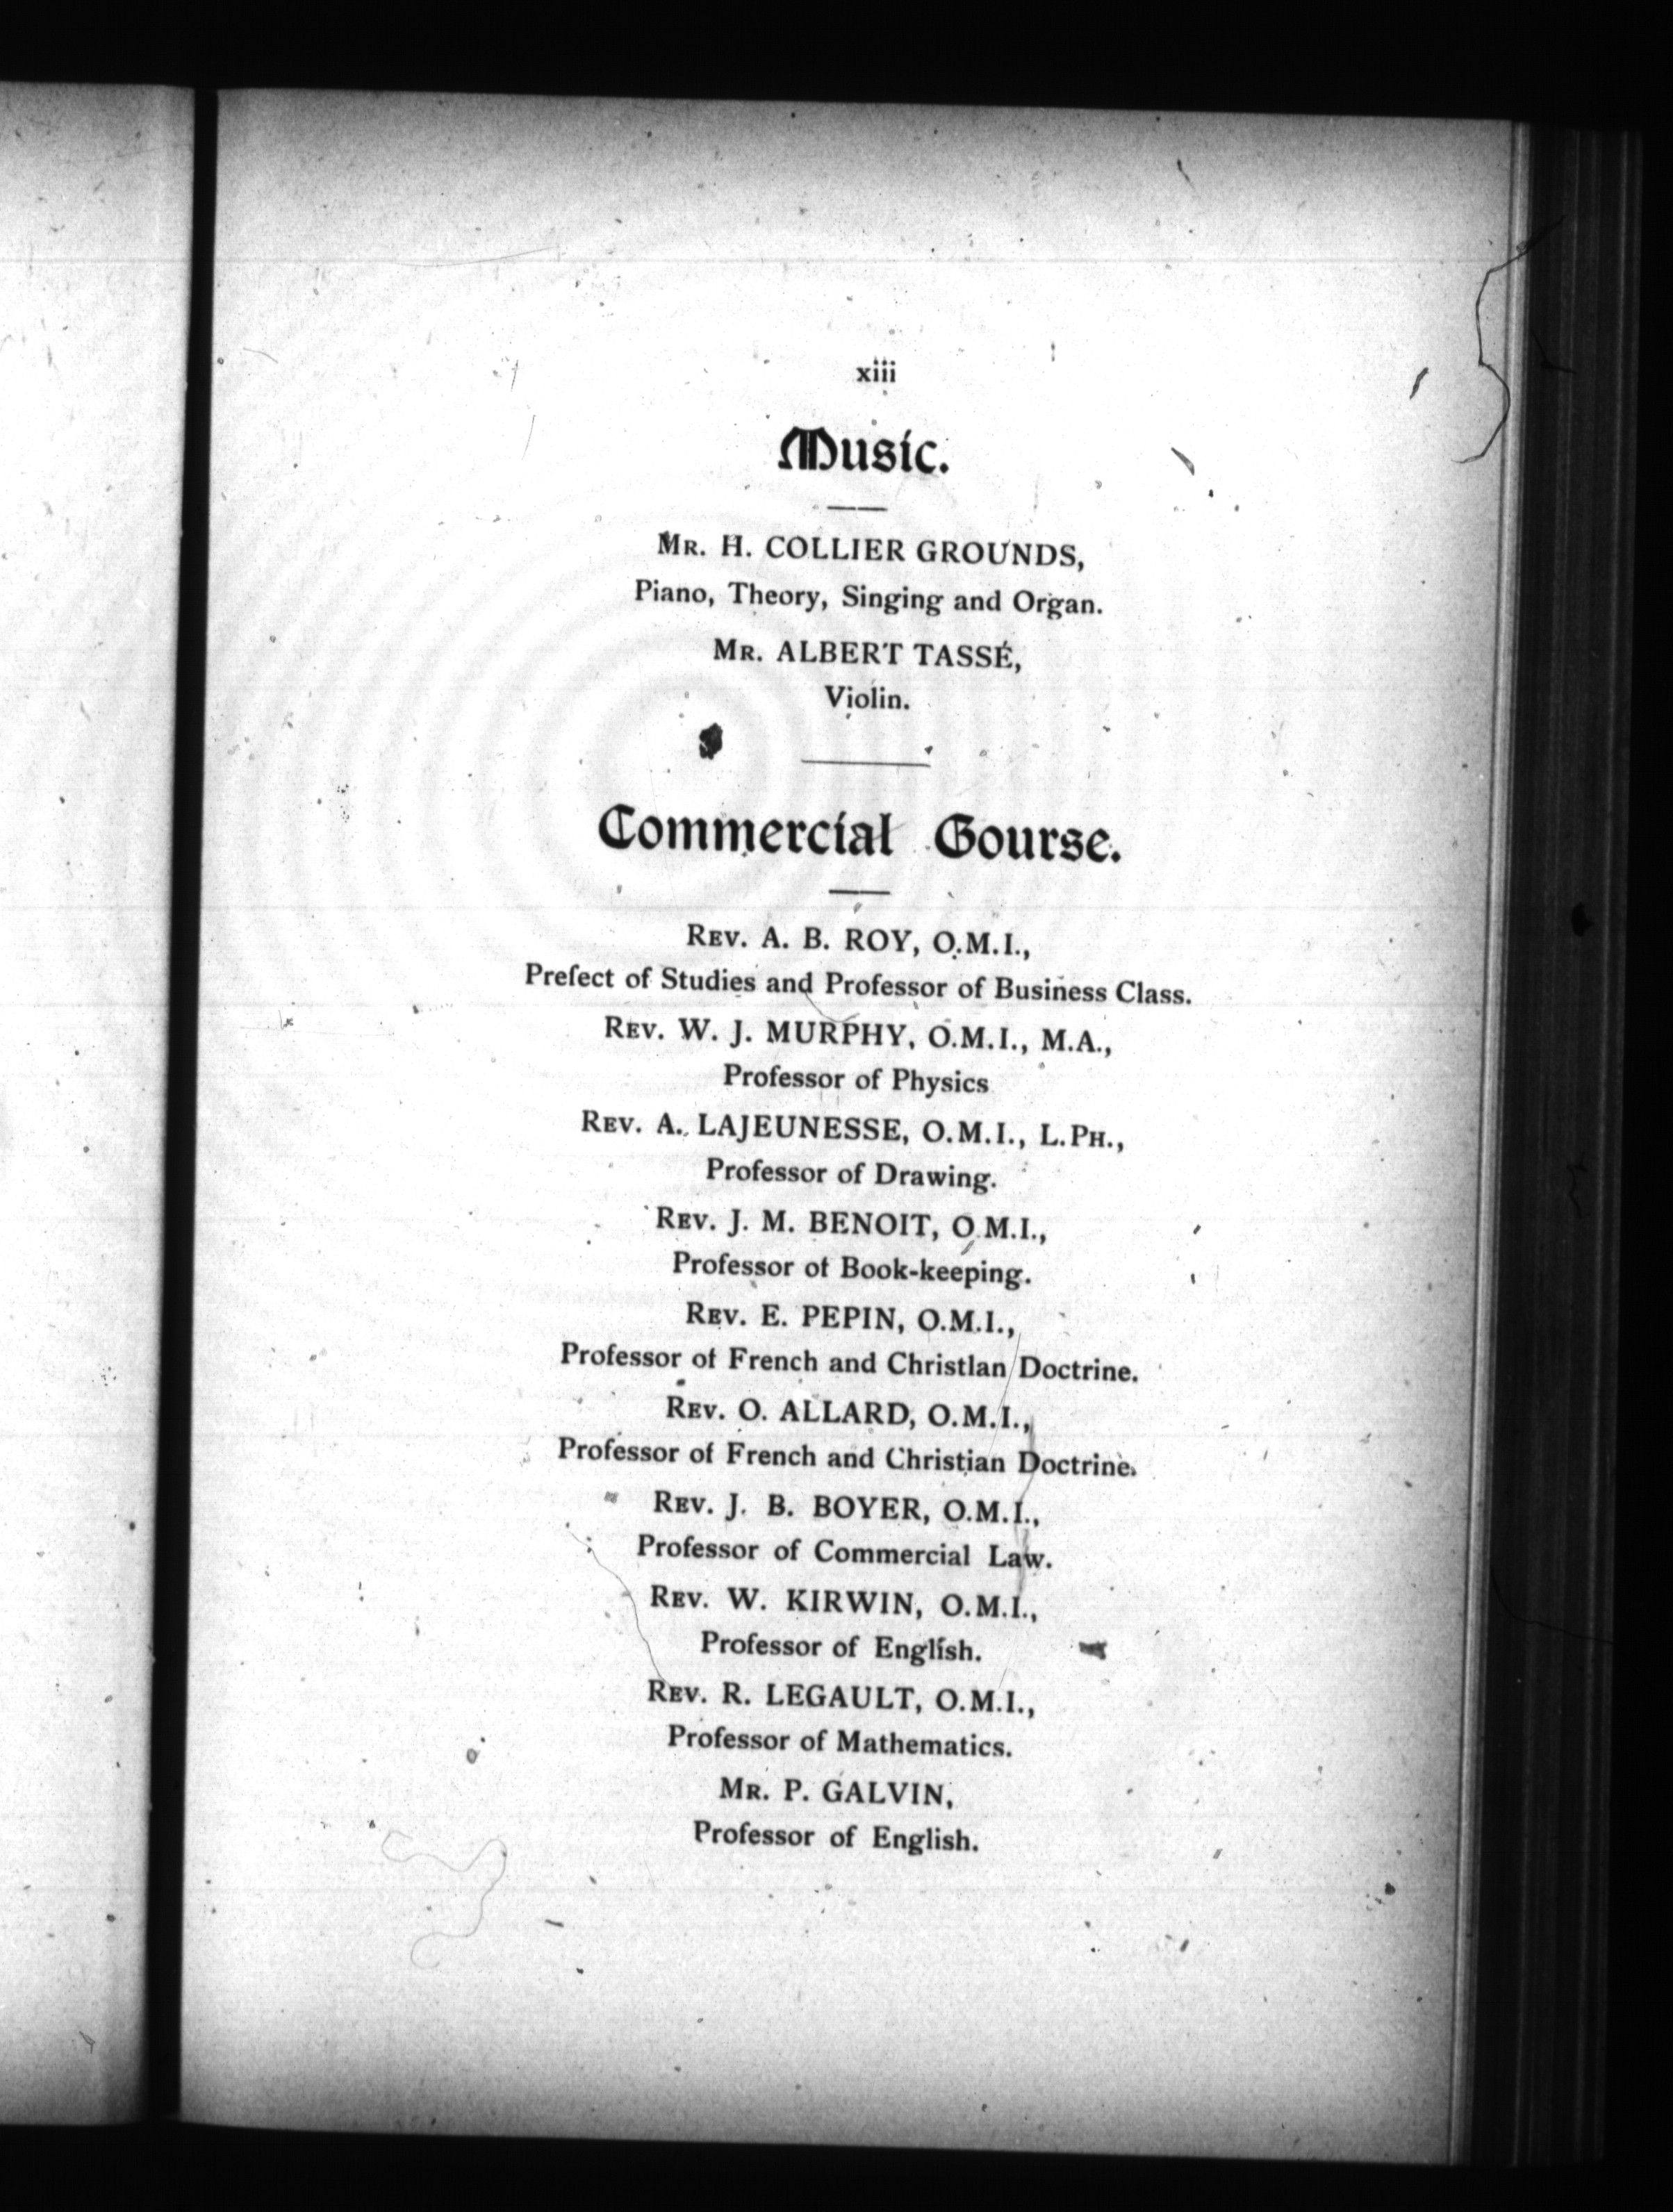 xiii
Music.
MR. H. COLLIER GROUNDS,
Piano, Theory, Singing and Organ.
MR. ALBERT TASSÉ,
Violin.
Commercial Gourse.
REV. A. B. ROY, O.M.I.,
Prefect of Studies and Professor of Business Class.
REV. W. J. MURPHY, O.M.I., M.A.,
Professor of Physics
REV. A. LAJEUNESSE, O.M.I., L.PH.,
Professor of Drawing.
REV. J. M. BENOIT, O.M.I.,
Professor of Book-keeping.
REV. E. PEPIN, O.M.I.,
Professor of French and Christian Doctrine.
REV. O. ALLARD, O.M.I.,
Professor of French and Christian Doctrine.
REV. J. B. BOYER, O.M.I.,
Professor of Commercial Law.
REV. W. KIRWIN, O.M.I.,
Professor of English.
REV. R. LEGAULT, O.M.I.,
Professor of Mathematics.
MR. P. GALVIN,
Professor of English.